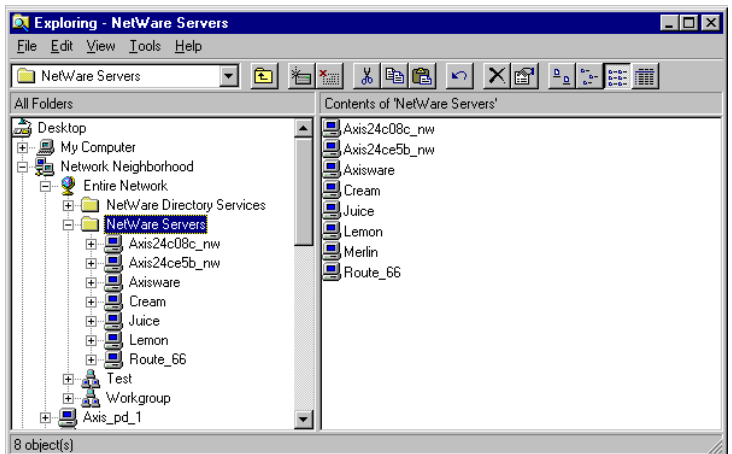 Exploring - NetWare Servers
File Edit View Tools Help
NetWare Servers
All Folders
Contents of 'NetWare Servers'
Desktop
My Computer
Network Neighborhood
Entire Network
NetWare Directory Services
NetWare Servers
Axis24c08c_nw
Axis24ce5b_nw
Axisware
Cream
Juice
Lemon
Route_66
Test
Workgroup
Axis_pd_1
Axis24c08c_nw
Axis24ce5b_nw
Axisware
Cream
Juice
Lemon
Merlin
Route_66
8 object(s)